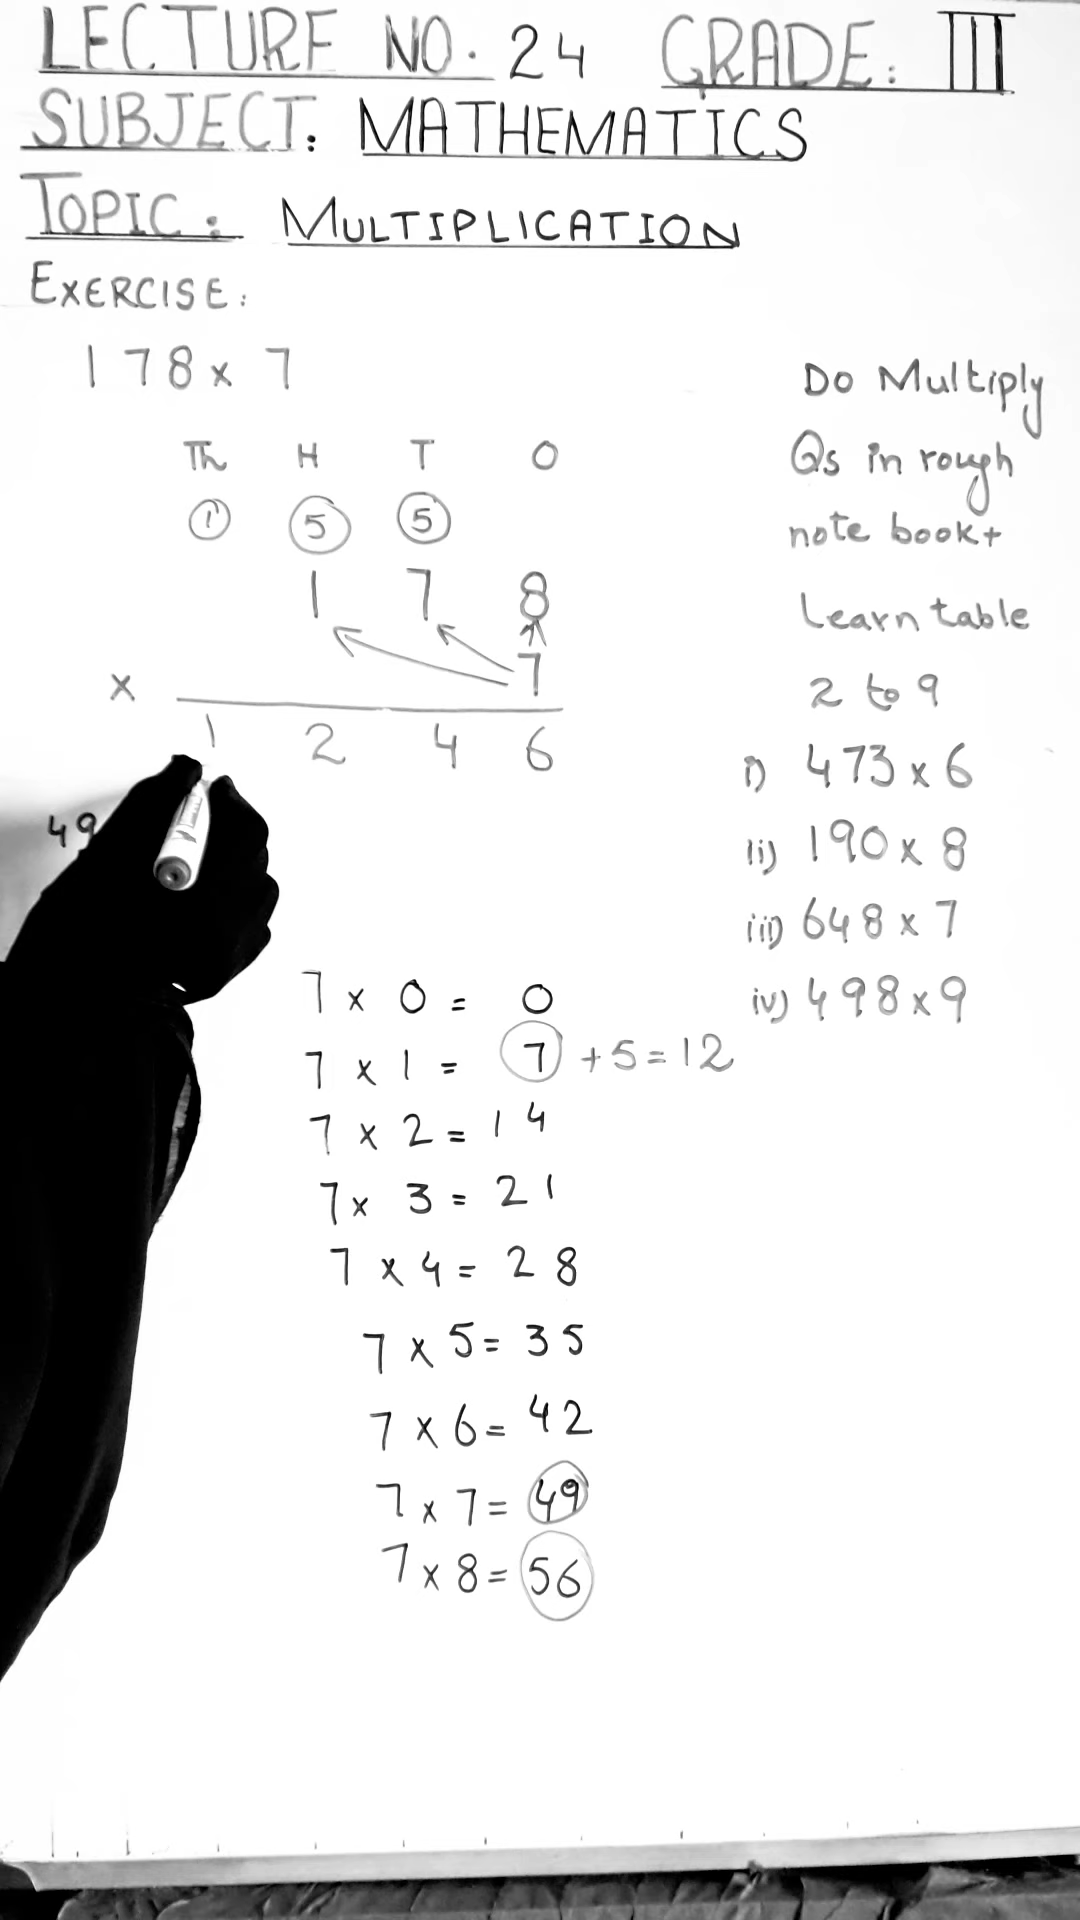 LECTURE NO. 24 GRADE: III
SUBJECT: MATHEMATICS
TOPIC: MULTIPLICATION
EXERCISE:
178 x 7
Th H T O
1 5 5
1 7 8
7
x
1 2 4 6
49
7 x 0 = 0
7 x 1 = 7 + 5 = 12
7 x 2 = 14
7 x 3 = 21
7 x 4 = 28
7 x 5 = 35
7 x 6 = 42
7 x 7 = 49
7 x 8 = 56
Do Multiply
Qs in rough
note book +
Learn table
2 to 9
i) 473 x 6
ii) 190 x 8
iii) 648 x 7
iv) 498 x 9